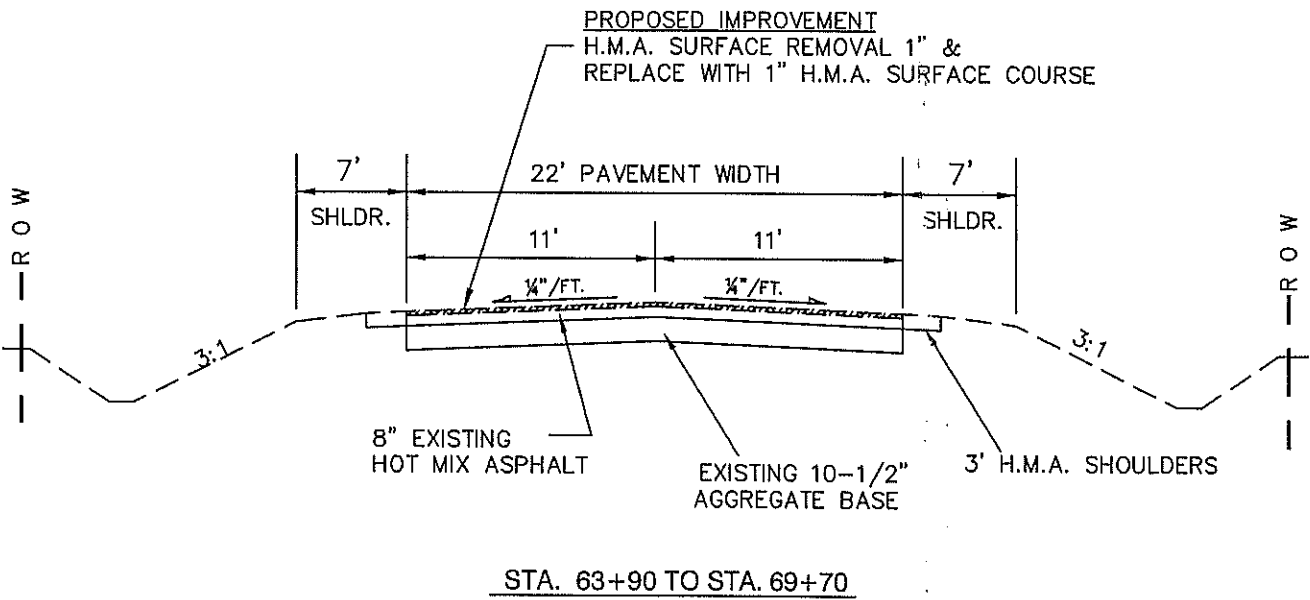 PROPOSED IMPROVEMENT
H.M.A. SURFACE REMOVAL 1" &
REPLACE WITH 1" H.M.A. SURFACE COURSE
7'
22' PAVEMENT WIDTH
7'
SHLDR.
SHLDR.
11'
11'
ROW
ROW
¼"/FT.
¼"/FT.
3:1
3:1
8" EXISTING
HOT MIX ASPHALT
EXISTING 10-1/2"
AGGREGATE BASE
3' H.M.A. SHOULDERS
STA. 63+90 TO STA. 69+70